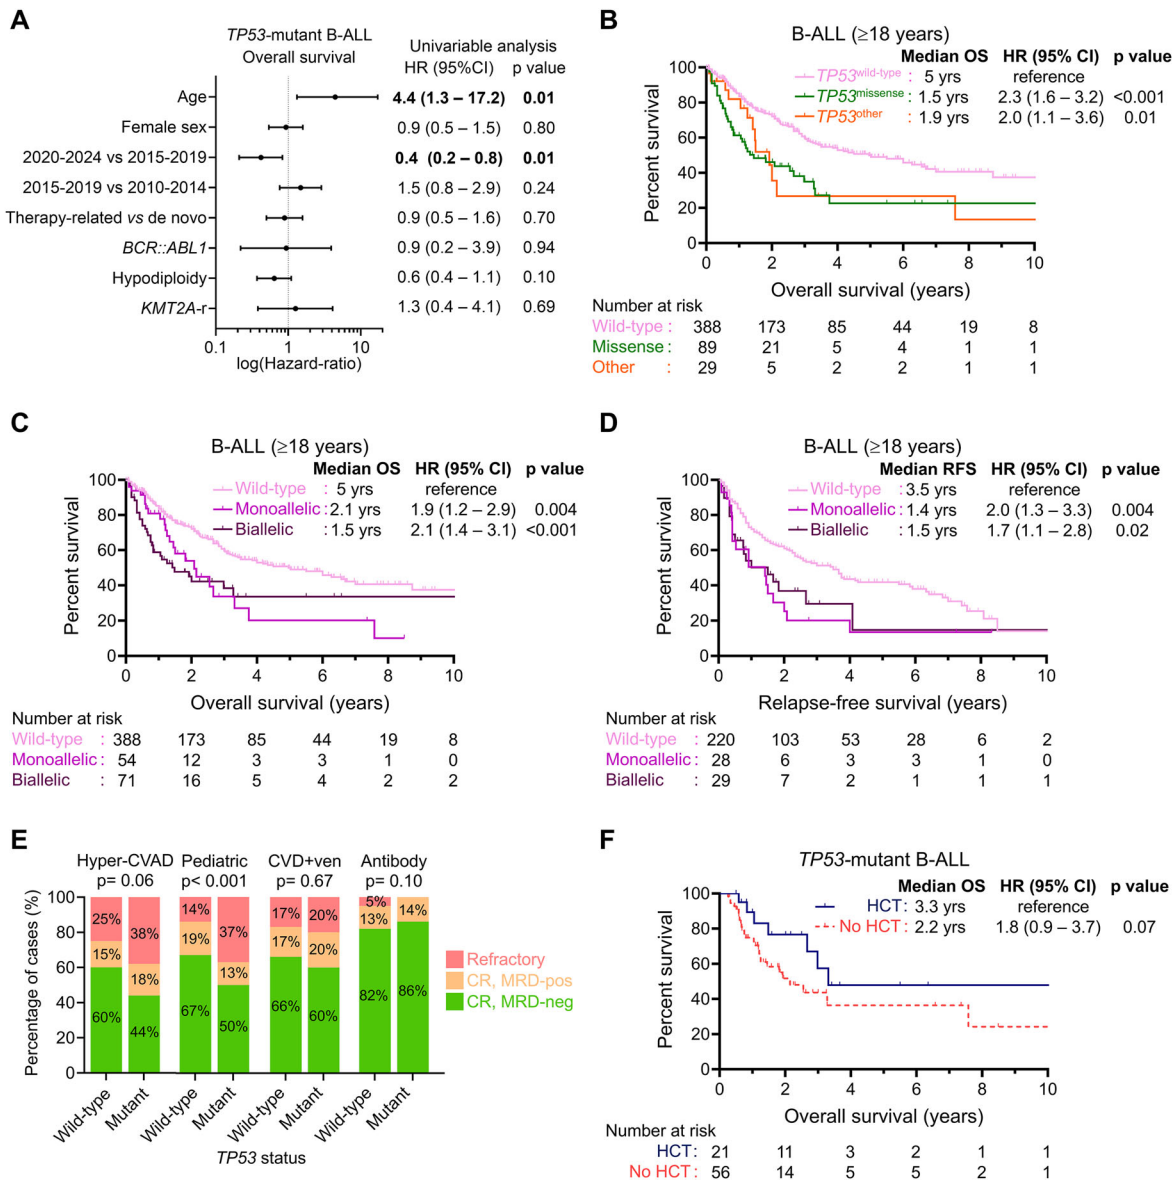 A
TP53-mutant B-ALL
Overall survival
Univariable analysis
HR (95%CI) p value
Age 4.4 (1.3 – 17.2) 0.01
Female sex 0.9 (0.5 – 1.5) 0.80
2020-2024 vs 2015-2019 0.4 (0.2 – 0.8) 0.01
2015-2019 vs 2010-2014 1.5 (0.8 – 2.9) 0.24
Therapy-related vs de novo 0.9 (0.5 – 1.6) 0.70
BCR::ABL1 0.9 (0.2 – 3.9) 0.94
Hypodiploidy 0.6 (0.4 – 1.1) 0.10
KMT2A-r 1.3 (0.4 – 4.1) 0.69
0.1 1 10
log(Hazard-ratio)
B
B-ALL (≥18 years)
Median OS HR (95% CI) p value
TP53wild-type : 5 yrs reference
TP53missense : 1.5 yrs 2.3 (1.6 – 3.2) <0.001
TP53other : 1.9 yrs 2.0 (1.1 – 3.6) 0.01
Percent survival
100
80
60
40
20
0
0 2 4 6 8 10
Overall survival (years)
Number at risk
Wild-type : 388 173 85 44 19 8
Missense : 89 21 5 4 1 1
Other : 29 5 2 2 1 1
C
B-ALL (≥18 years)
Median OS HR (95% CI) p value
Wild-type : 5 yrs reference
Monoallelic : 2.1 yrs 1.9 (1.2 – 2.9) 0.004
Biallelic : 1.5 yrs 2.1 (1.4 – 3.1) <0.001
Percent survival
100
80
60
40
20
0
0 2 4 6 8 10
Overall survival (years)
Number at risk
Wild-type : 388 173 85 44 19 8
Monoallelic : 54 12 3 3 1 0
Biallelic : 71 16 5 4 2 2
D
B-ALL (≥18 years)
Median RFS HR (95% CI) p value
Wild-type : 3.5 yrs reference
Monoallelic : 1.4 yrs 2.0 (1.3 – 3.3) 0.004
Biallelic : 1.5 yrs 1.7 (1.1 – 2.8) 0.02
Percent survival
100
80
60
40
20
0
0 2 4 6 8 10
Relapse-free survival (years)
Number at risk
Wild-type : 220 103 53 28 6 2
Monoallelic : 28 6 3 3 1 0
Biallelic : 29 7 2 1 1 1
E
Hyper-CVAD Pediatric CVD+ven Antibody
p= 0.06 p< 0.001 p= 0.67 p= 0.10
Percentage of cases (%)
100
80
60
40
20
0
25% 38% 14% 37% 17% 20% 5%
15% 18% 19% 13% 17% 20% 13% 14%
60% 44% 67% 50% 66% 60% 82% 86%
Refractory
CR, MRD-pos
CR, MRD-neg
Wild-type Mutant Wild-type Mutant Wild-type Mutant Wild-type Mutant
TP53 status
F
TP53-mutant B-ALL
Median OS HR (95% CI) p value
HCT : 3.3 yrs reference
No HCT : 2.2 yrs 1.8 (0.9 – 3.7) 0.07
Percent survival
100
80
60
40
20
0
0 2 4 6 8 10
Overall survival (years)
Number at risk
HCT : 21 11 3 2 1 1
No HCT : 56 14 5 5 2 1